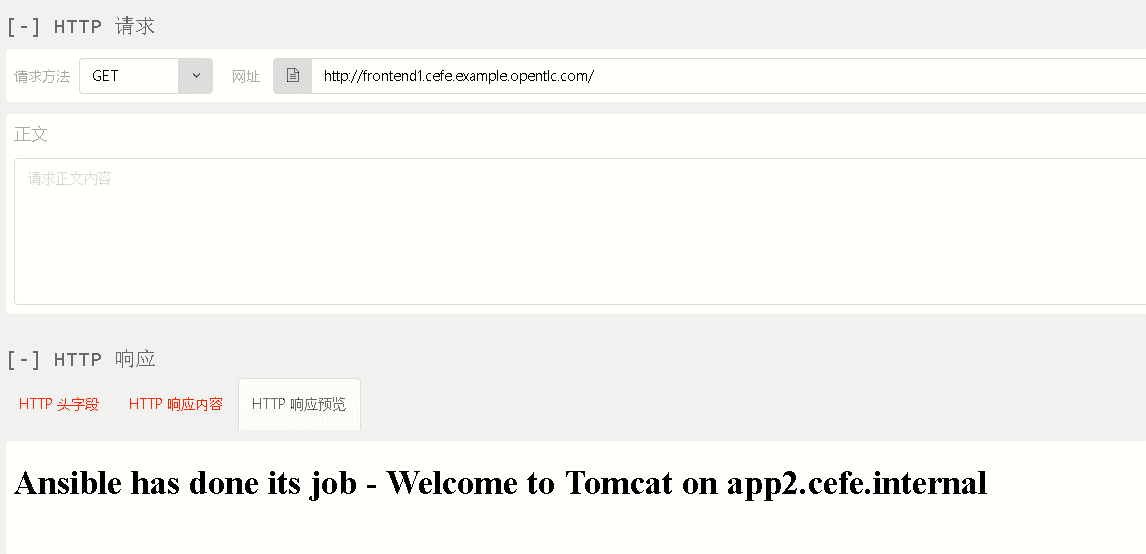 [-] HTTP 请求
请求方法 GET 网址 http://frontend1.cefe.example.opentlc.com/
正文
请求正文内容
[-] HTTP 响应
HTTP 头字段 HTTP 响应内容 HTTP 响应预览
Ansible has done its job - Welcome to Tomcat on app2.cefe.internal